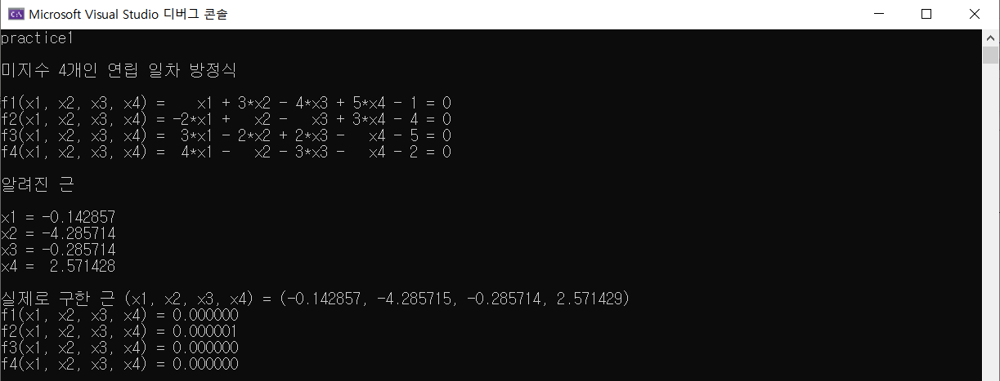 Microsoft Visual Studio 디버그 콘솔
practice1
미지수 4개인 연립 일차 방정식
f1(x1, x2, x3, x4) =    x1 + 3*x2 - 4*x3 + 5*x4 - 1 = 0
f2(x1, x2, x3, x4) = -2*x1 +   x2 -   x3 + 3*x4 - 4 = 0
f3(x1, x2, x3, x4) =  3*x1 - 2*x2 + 2*x3 -   x4 - 5 = 0
f4(x1, x2, x3, x4) =  4*x1 -   x2 - 3*x3 -   x4 - 2 = 0
알려진 근
x1 = -0.142857
x2 = -4.285714
x3 = -0.285714
x4 =  2.571428
실제로 구한 근 (x1, x2, x3, x4) = (-0.142857, -4.285715, -0.285714, 2.571429)
f1(x1, x2, x3, x4) = 0.000000
f2(x1, x2, x3, x4) = 0.000001
f3(x1, x2, x3, x4) = 0.000000
f4(x1, x2, x3, x4) = 0.000000